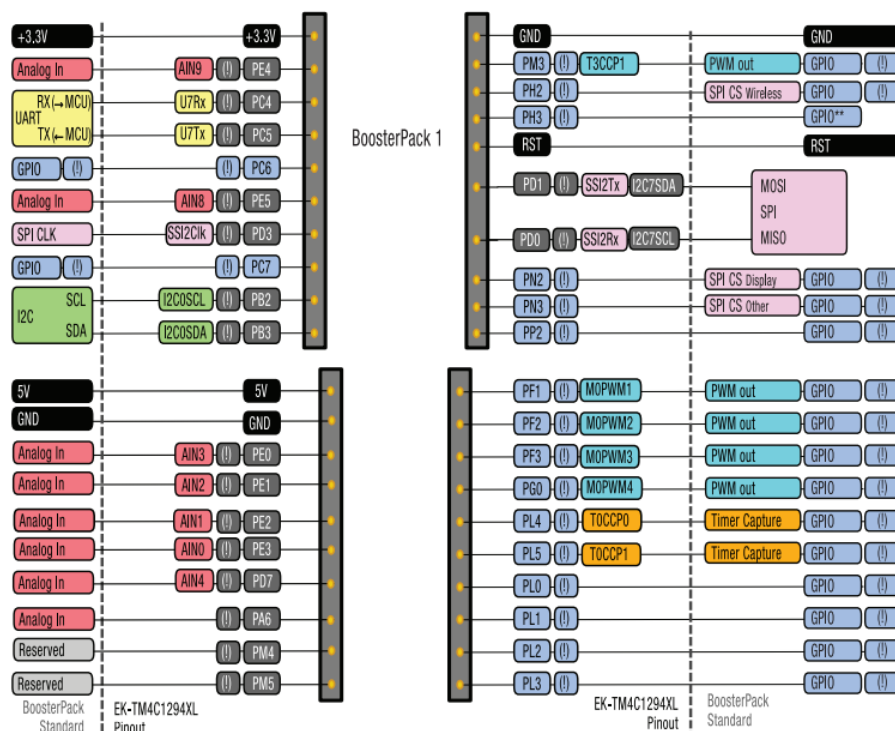 +3.3V +3.3V
Analog In AIN9 (!) PE4
RX (→MCU) U7Rx (!) PC4
UART
TX (←MCU) U7Tx (!) PC5
GPIO (!) (!) PC6
Analog In AIN8 (!) PE5
SPI CLK SSI2Clk (!) PD3
GPIO (!) (!) PC7
SCL I2C0SCL (!) PB2
I2C
SDA I2C0SDA (!) PB3
BoosterPack 1
GND GND
PM3 (!) T3CCP1 PWM out GPIO (!)
PH2 (!) SPI CS Wireless GPIO (!)
PH3 (!) GPIO**
RST RST
PD1 (!) SSI2Tx I2C7SDA MOSI
SPI
PD0 (!) SSI2Rx I2C7SCL MISO
PN2 (!) SPI CS Display GPIO (!)
PN3 (!) SPI CS Other GPIO (!)
PP2 (!) GPIO (!)
5V 5V
GND GND
Analog In AIN3 (!) PE0
Analog In AIN2 (!) PE1
Analog In AIN1 (!) PE2
Analog In AIN0 (!) PE3
Analog In AIN4 (!) PD7
Analog In (!) PA6
Reserved (!) PM4
Reserved (!) PM5
BoosterPack
Standard
EK-TM4C1294XL
Pinout
PF1 (!) M0PWM1 PWM out GPIO (!)
PF2 (!) M0PWM2 PWM out GPIO (!)
PF3 (!) M0PWM3 PWM out GPIO (!)
PG0 (!) M0PWM4 PWM out GPIO (!)
PL4 (!) T0CCP0 Timer Capture GPIO (!)
PL5 (!) T0CCP1 Timer Capture GPIO (!)
PL0 (!) GPIO (!)
PL1 (!) GPIO (!)
PL2 (!) GPIO (!)
PL3 (!) GPIO (!)
EK-TM4C1294XL
Pinout
BoosterPack
Standard